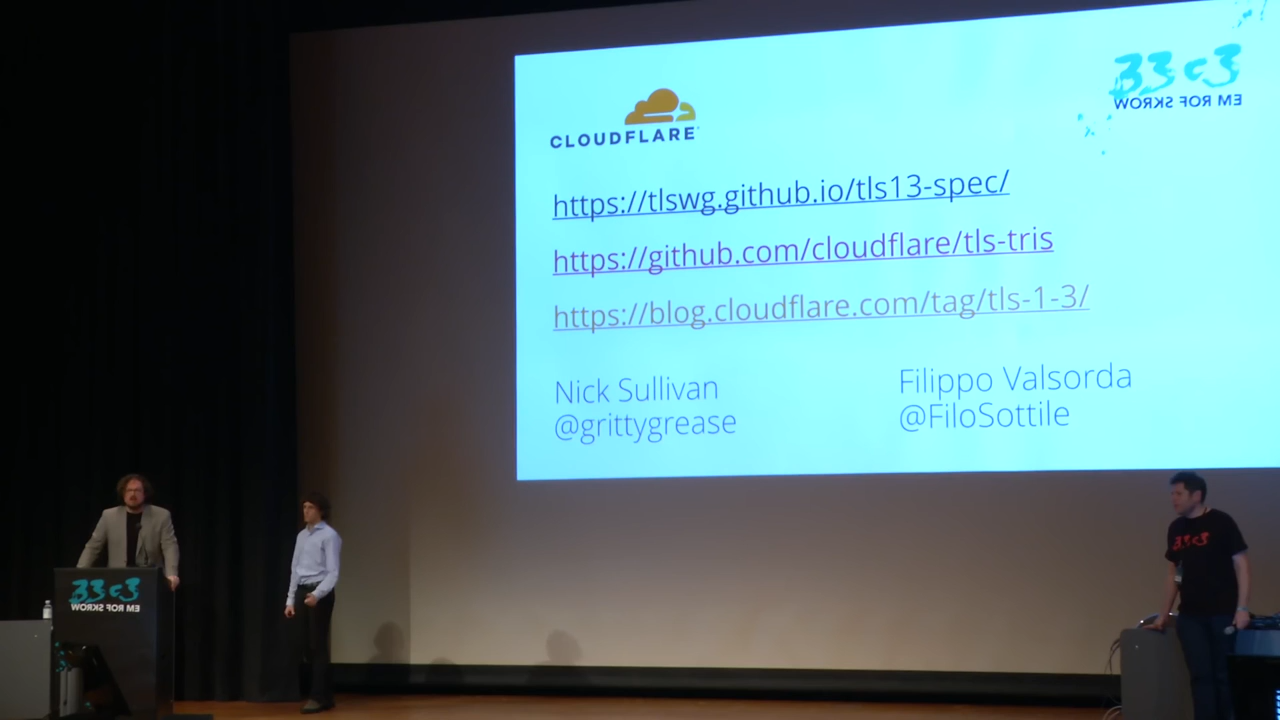 CLOUDFLARE
33c3
WORKS FOR ME
https://tlswg.github.io/tls13-spec/
https://github.com/cloudflare/tls-tris
https://blog.cloudflare.com/tag/tls-1-3/
Nick Sullivan
@grittygrease
Filippo Valsorda
@FiloSottile
33c3
WORKS FOR ME
33c3